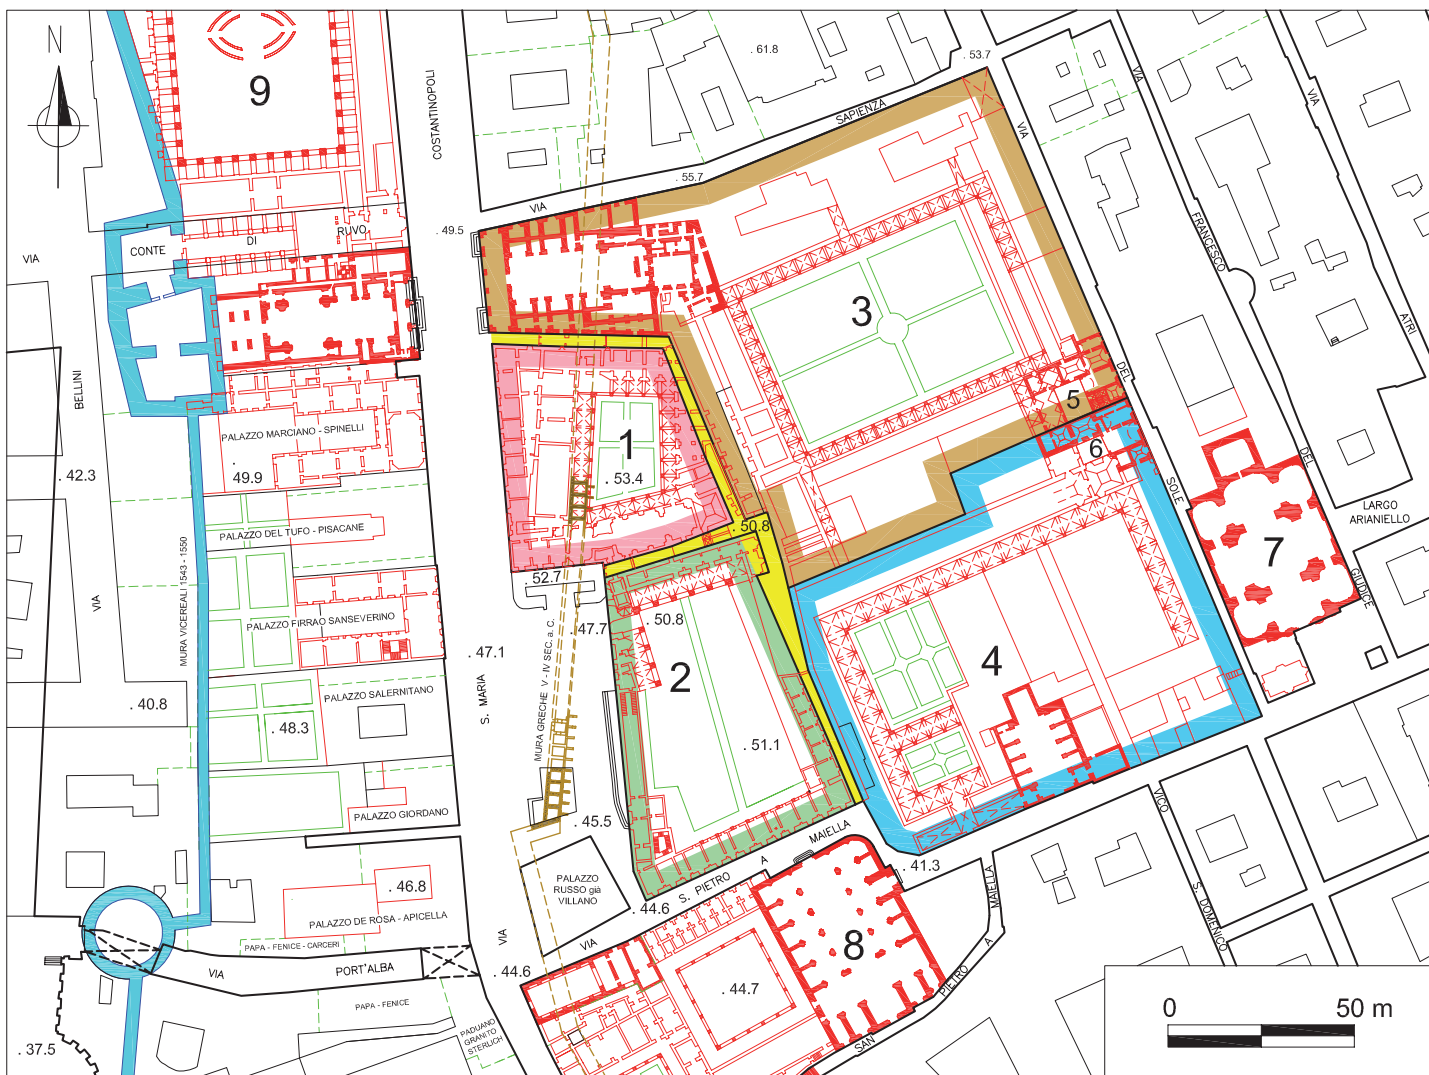 N
9
COSTANTINOPOLI
. 61.8
. 53.7
SAPIENZA
VIA
VIA
VIA
. 55.7
VIA
. 49.5
VIA
CONTE
DI
RUVO
FRANCESCO
ATRI
3
BELLINI
DEL
5
6
1
. 53.4
PALAZZO MARCIANO - SPINELLI
.
49.9
. 42.3
SOLE
DEL
LARGO
ARIANIELLO
PALAZZO DEL TUFO - PISACANE
. 50.8
7
MURA VICEREALI 1543 - 1550
. 52.7
GIUDICE
VIA
PALAZZO FIRRAO SANSEVERINO
. 47.7
. 50.8
MURA GRECHE V - IV SEC. a. C.
. 47.1
2
4
PALAZZO SALERNITANO
S. MARIA
. 40.8
. 48.3
. 51.1
PALAZZO GIORDANO
. 45.5
MAIELLA
A
S. PIETRO
VIA
VICO
S. DOMENICO
. 41.3
PALAZZO
RUSSO già
VILLANO
. 46.8
. 44.6
MAIELLA
A
PIETRO
SAN
PALAZZO DE ROSA - APICELLA
PAPA - FENICE - CARCERI
VIA
8
VIA
PORT'ALBA
. 44.6
. 44.7
PAPA - FENICE
PADUANO
GRANITO
STERLICH
. 37.5
0
50 m